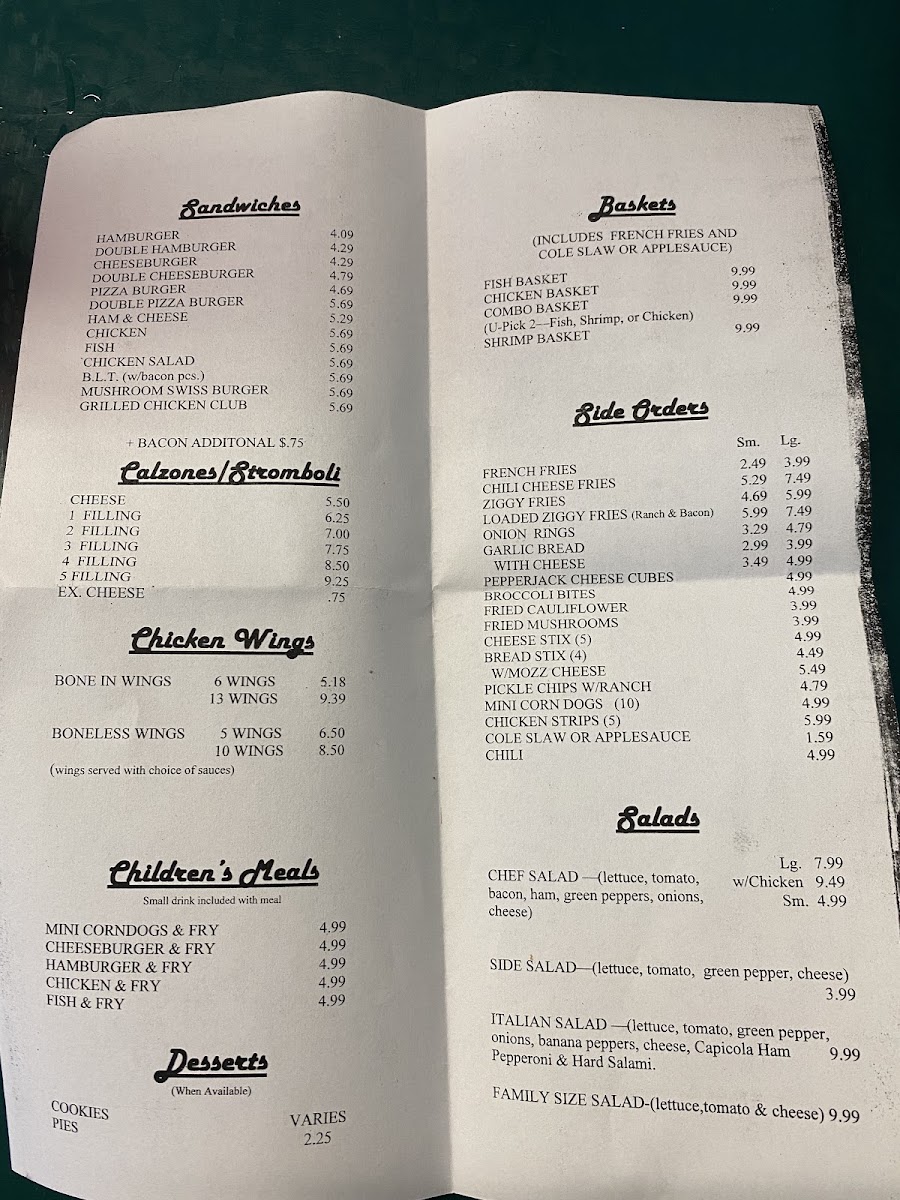 Sandwiches
HAMBURGER 4.09
DOUBLE HAMBURGER 4.29
CHEESEBURGER 4.29
DOUBLE CHEESEBURGER 4.79
PIZZA BURGER 4.69
DOUBLE PIZZA BURGER 5.69
HAM & CHEESE 5.29
CHICKEN 5.69
FISH 5.69
CHICKEN SALAD 5.69
B.L.T. (w/bacon pcs.) 5.69
MUSHROOM SWISS BURGER 5.69
GRILLED CHICKEN CLUB 5.69
+ BACON ADDITONAL $.75
Calzones/Stromboli
CHEESE 5.50
1 FILLING 6.25
2 FILLING 7.00
3 FILLING 7.75
4 FILLING 8.50
5 FILLING 9.25
EX. CHEESE .75
Chicken Wings
BONE IN WINGS 6 WINGS 5.18
13 WINGS 9.39
BONELESS WINGS 5 WINGS 6.50
10 WINGS 8.50
(wings served with choice of sauces)
Children's Meals
Small drink included with meal
MINI CORNDOGS & FRY 4.99
CHEESEBURGER & FRY 4.99
HAMBURGER & FRY 4.99
CHICKEN & FRY 4.99
FISH & FRY 4.99
Desserts
(When Available)
COOKIES VARIES
PIES 2.25
Baskets
(INCLUDES FRENCH FRIES AND
COLE SLAW OR APPLESAUCE)
FISH BASKET 9.99
CHICKEN BASKET 9.99
COMBO BASKET 9.99
(U-Pick 2—Fish, Shrimp, or Chicken)
SHRIMP BASKET 9.99
Side Orders
Sm. Lg.
FRENCH FRIES 2.49 3.99
CHILI CHEESE FRIES 5.29 7.49
ZIGGY FRIES 4.69 5.99
LOADED ZIGGY FRIES (Ranch & Bacon) 5.99 7.49
ONION RINGS 3.29 4.79
GARLIC BREAD 2.99 3.99
WITH CHEESE 3.49 4.99
PEPPERJACK CHEESE CUBES 4.99
BROCCOLI BITES 4.99
FRIED CAULIFLOWER 3.99
FRIED MUSHROOMS 3.99
CHEESE STIX (5) 4.99
BREAD STIX (4) 4.49
W/MOZZ CHEESE 5.49
PICKLE CHIPS W/RANCH 4.79
MINI CORN DOGS (10) 4.99
CHICKEN STRIPS (5) 5.99
COLE SLAW OR APPLESAUCE 1.59
CHILI 4.99
Salads
Lg. 7.99
CHEF SALAD —(lettuce, tomato, w/Chicken 9.49
bacon, ham, green peppers, onions, Sm. 4.99
cheese)
SIDE SALAD—(lettuce, tomato, green pepper, cheese)
3.99
ITALIAN SALAD —(lettuce, tomato, green pepper,
onions, banana peppers, cheese, Capicola Ham 9.99
Pepperoni & Hard Salami.
FAMILY SIZE SALAD-(lettuce,tomato & cheese) 9.99